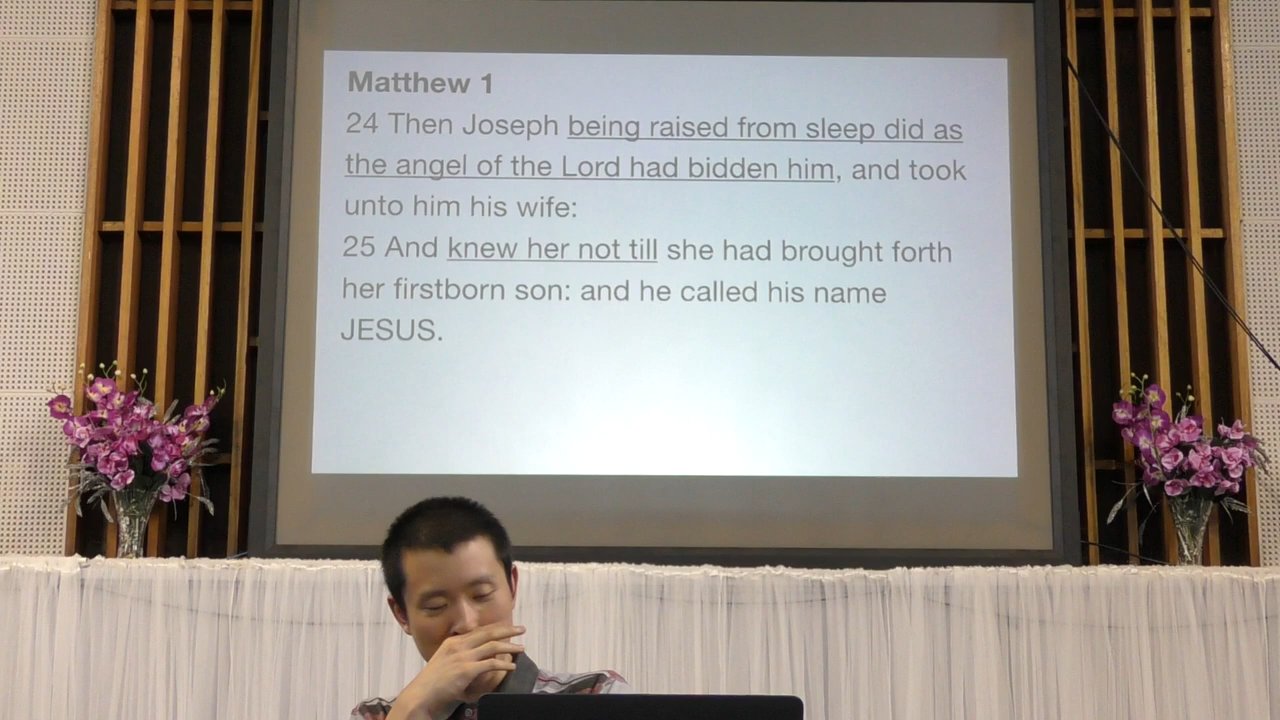 Matthew 1
24 Then Joseph being raised from sleep did as
the angel of the Lord had bidden him, and took
unto him his wife:
25 And knew her not till she had brought forth
her firstborn son: and he called his name
JESUS.